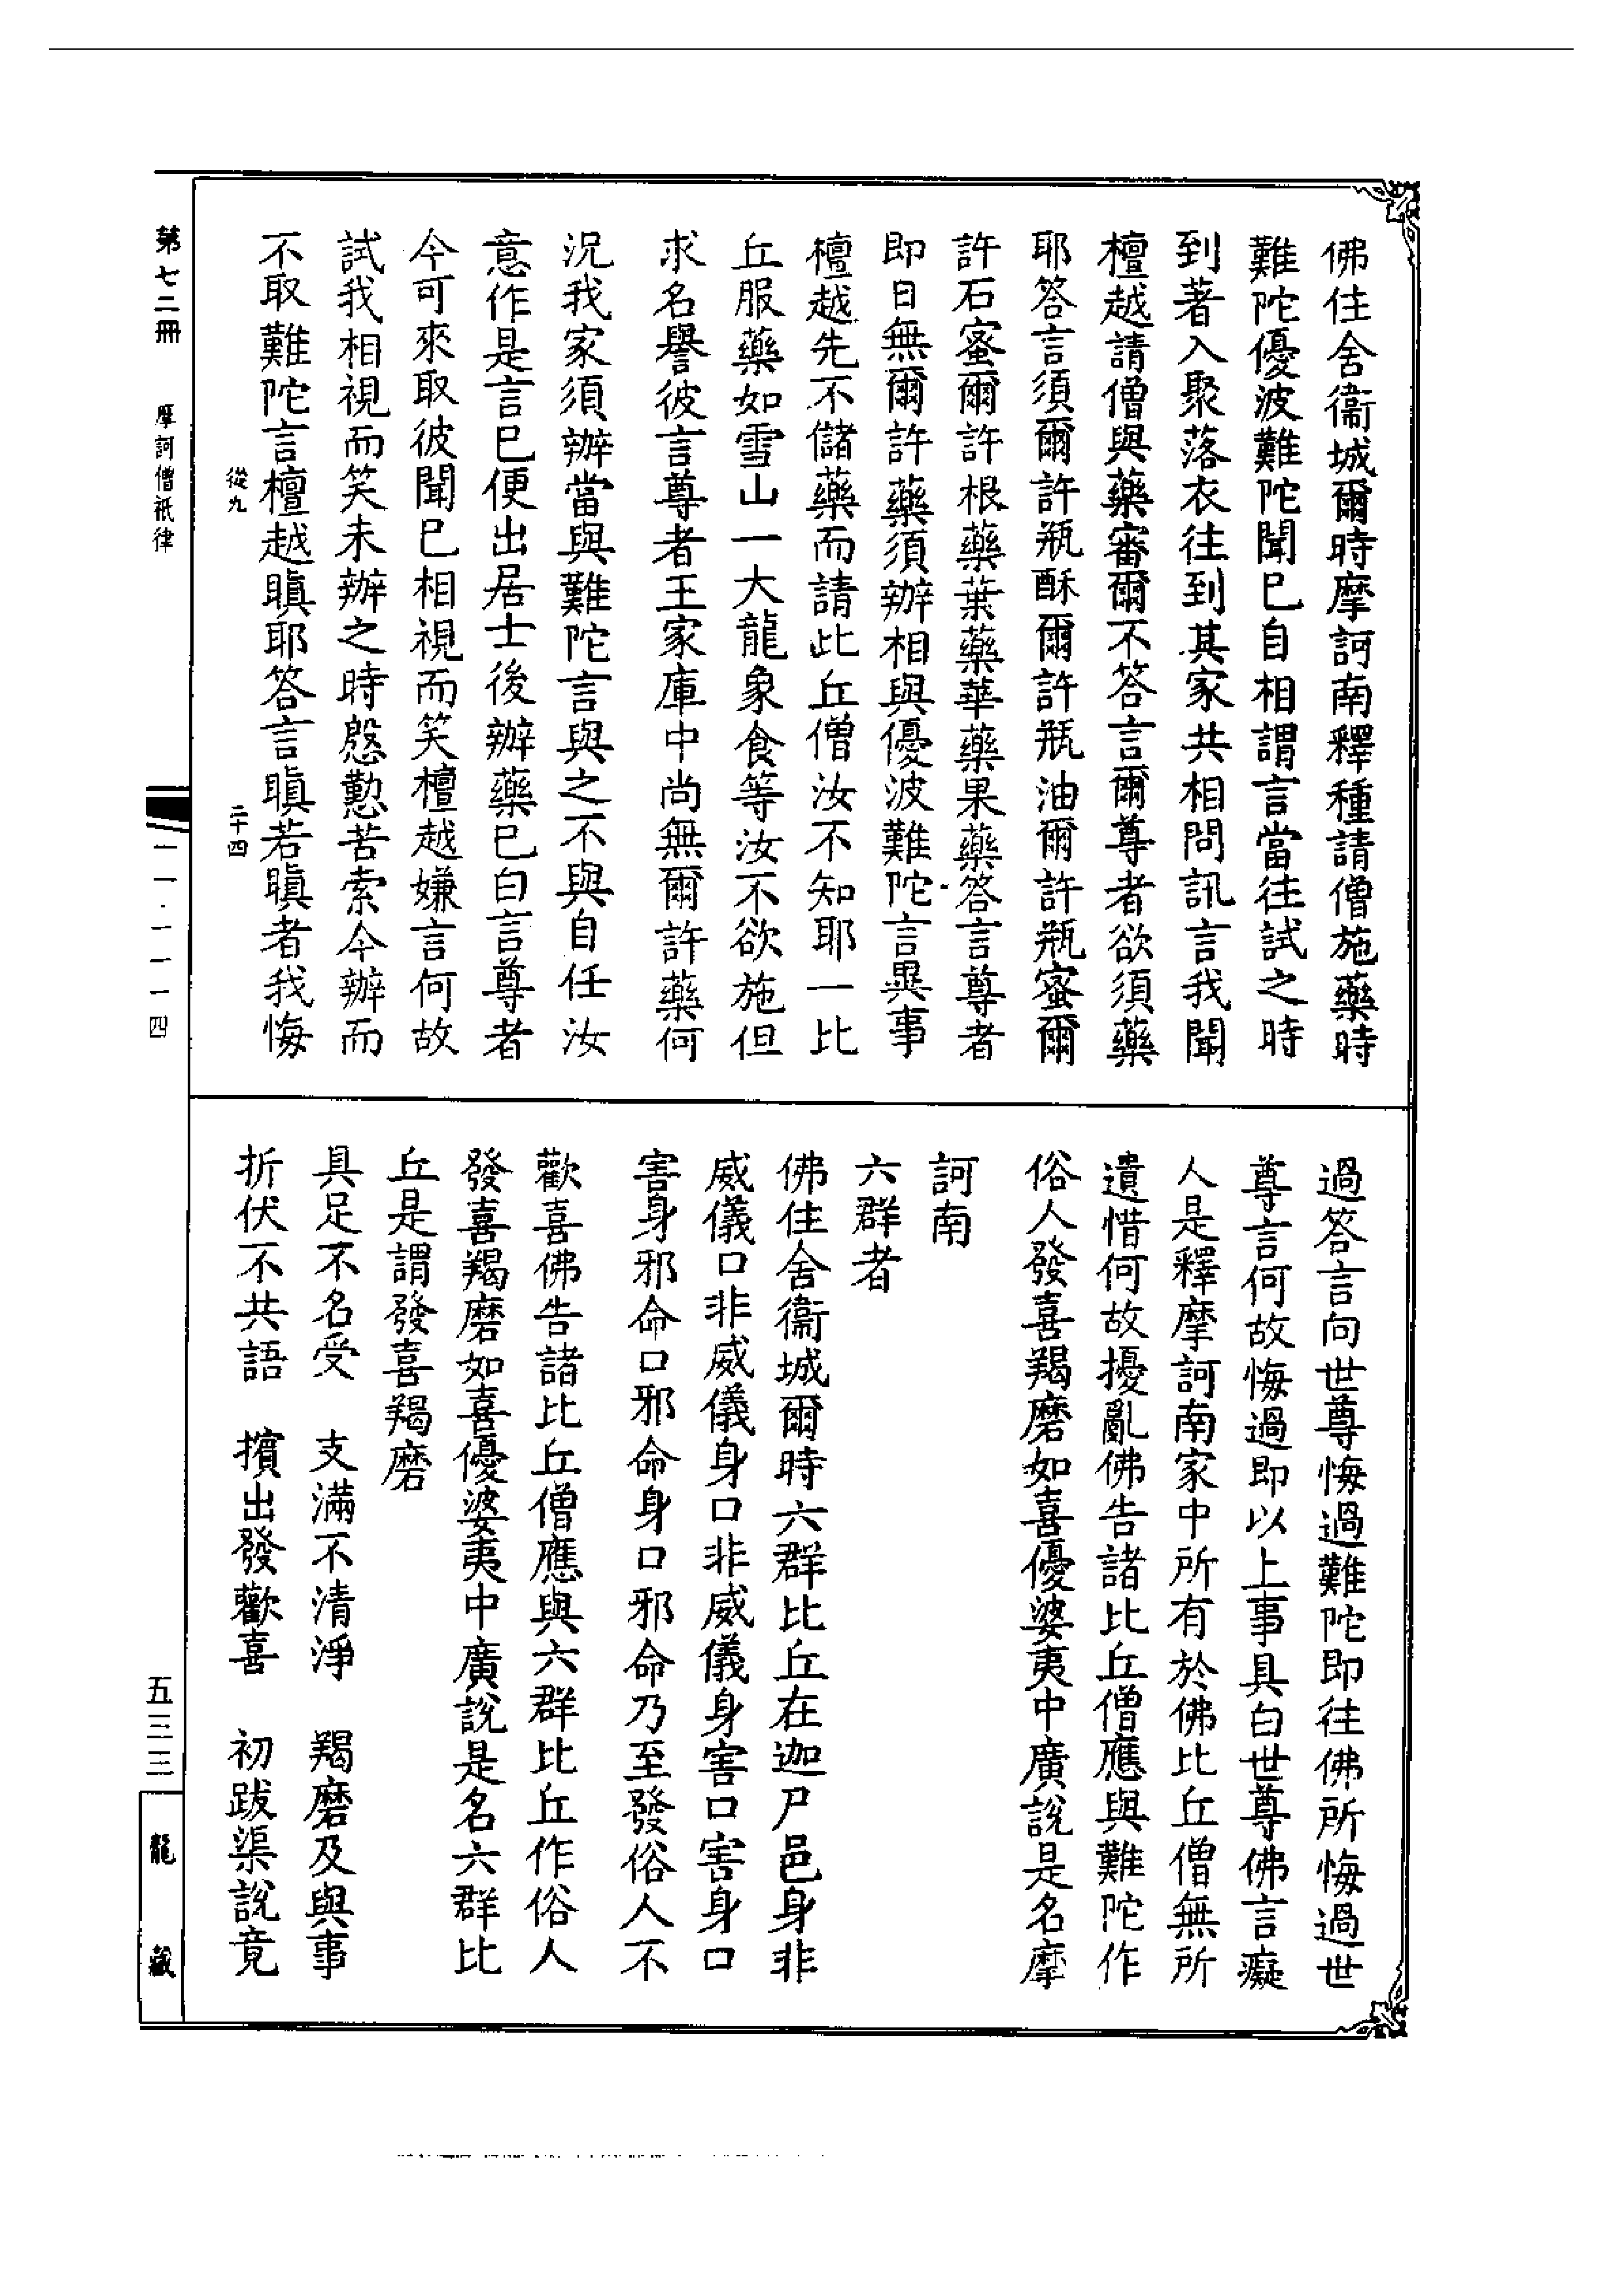 佛住舍衞城爾時摩訶南釋種請僧施藥時
難陀優波難陀聞已自相謂言當往試之時
到著入聚落衣往到其家共相問訊言我聞
檀越請僧與藥審爾不答言爾尊者欲須藥
耶答言須爾許瓶酥爾許瓶油爾許瓶蜜爾
許石蜜爾許根藥葉藥華藥果藥答言尊者
即日無爾許藥須辦相與優波難陀言異事
檀越先不儲藥而請此丘僧汝不知耶一比
丘服藥如雪山一大龍象食等汝不欲施但
求名譽彼言尊者王家庫中尚無爾許藥何
況我家須辦當與難陀言與之不與自任汝
意作是言已便出居士後辦藥已白言尊者
今可來取彼聞已相視而笑檀越嫌言何故
試我相視而笑未辦之時慇懃苦索今辦而
不取難陀言檀越瞋耶答言瞋若瞋者我悔
從九 二十四
過答言向世尊悔過難陀即往佛所悔過世
尊言何故悔過即以上事具白世尊佛言癡
人是釋摩訶南家中所有於佛比丘僧無所
遺惜何故擾亂佛告諸比丘僧應與難陀作
俗人發喜羯磨如喜優婆夷中廣說是名摩
訶南
六群者
佛住舍衞城爾時六群比丘在迦尸邑身非
威儀口非威儀身口非威儀身害口害身口
害身邪命口邪命身口邪命乃至發俗人不
歡喜佛告諸比丘僧應與六群比丘作俗人
發喜羯磨如喜優婆夷中廣說是名六群比
丘是謂發喜羯磨
具足不名受 支滿不清淨 羯磨及與事
折伏不共語 擯出發歡喜 初跋渠說竟
第七二冊 摩訶僧祇律
一一·一一一四
五三三
龍藏